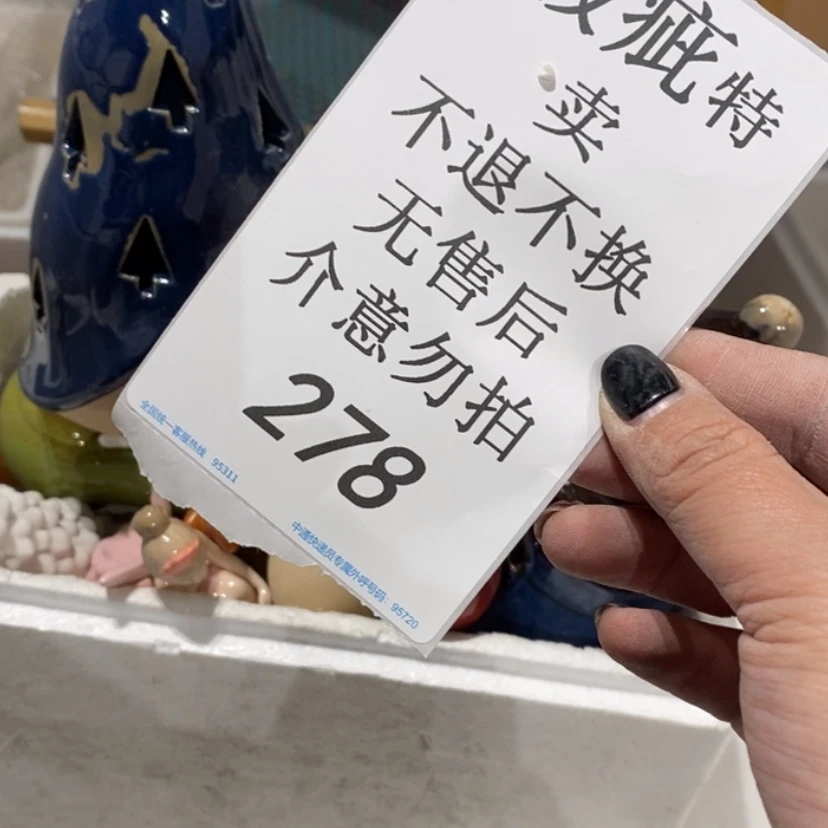 疵特
卖
不退不换
无售后
介意勿拍
278
全国统一客服热线 95311
中通快递员专属外呼号码: 95720